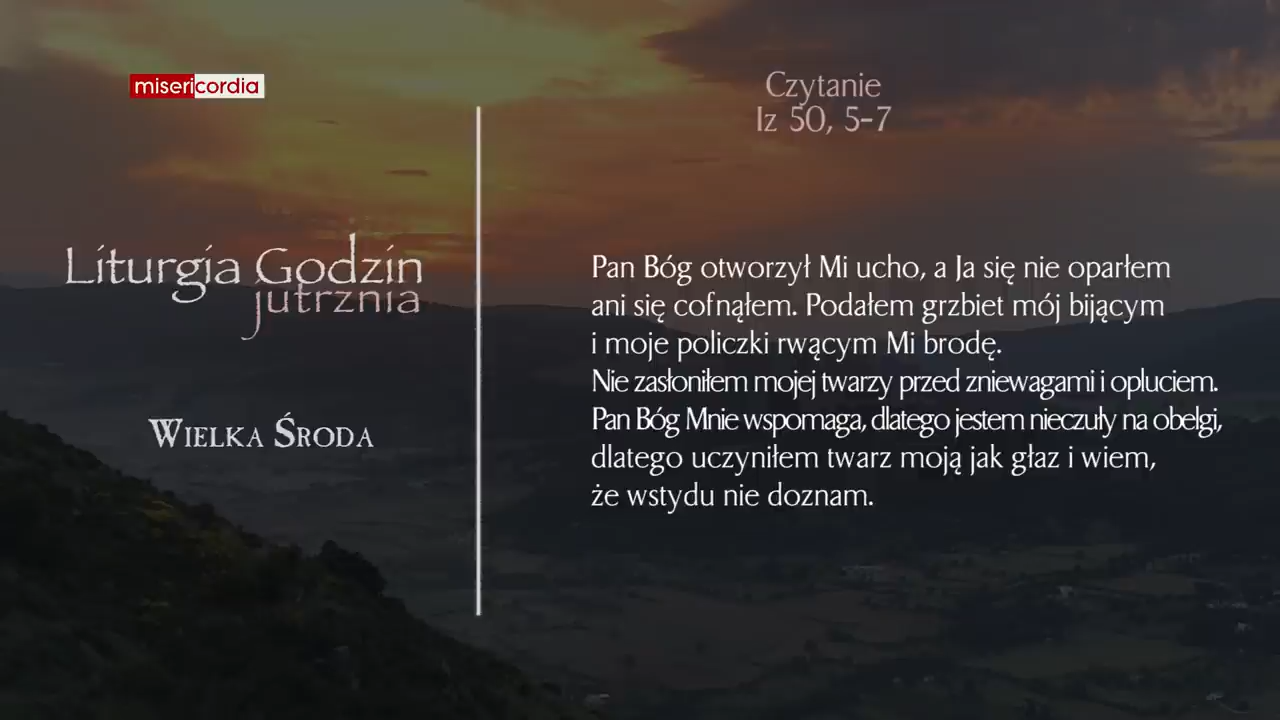 misericordia
Liturgia Godzin
jutrznia
Wielka Środa
Czytanie
Iz 50, 5-7
Pan Bóg otworzył Mi ucho, a Ja się nie oparłem
ani się cofnąłem. Podałem grzbiet mój bijącym
i moje policzki rwącym Mi brodę.
Nie zasłoniłem mojej twarzy przed zniewagami i opluciem.
Pan Bóg Mnie wspomaga, dlatego jestem nieczuły na obelgi,
dlatego uczyniłem twarz moją jak głaz i wiem,
że wstydu nie doznam.